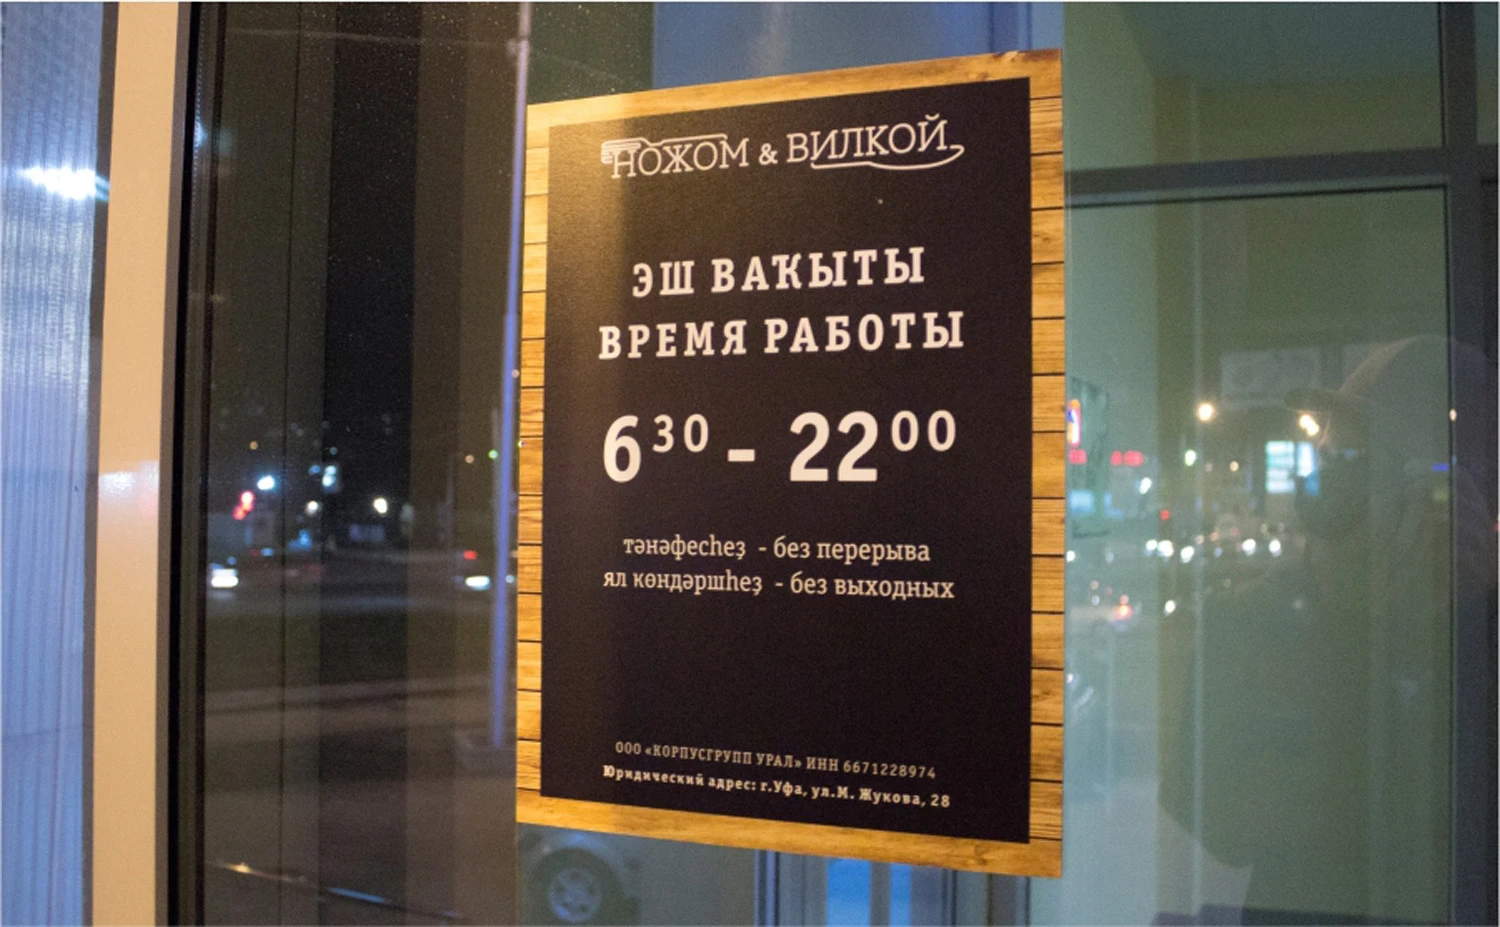 НОЖОМ & ВИЛКОЙ
ЭШ ВАҠЫТЫ
ВРЕМЯ РАБОТЫ
6³⁰ - 22⁰⁰
тәнәфесһеҙ - без перерыва
ял көндәршһеҙ - без выходных
ООО «КОРПУСГРУПП УРАЛ» ИНН 6671228974
Юридический адрес: г.Уфа, ул.М. Жукова, 28